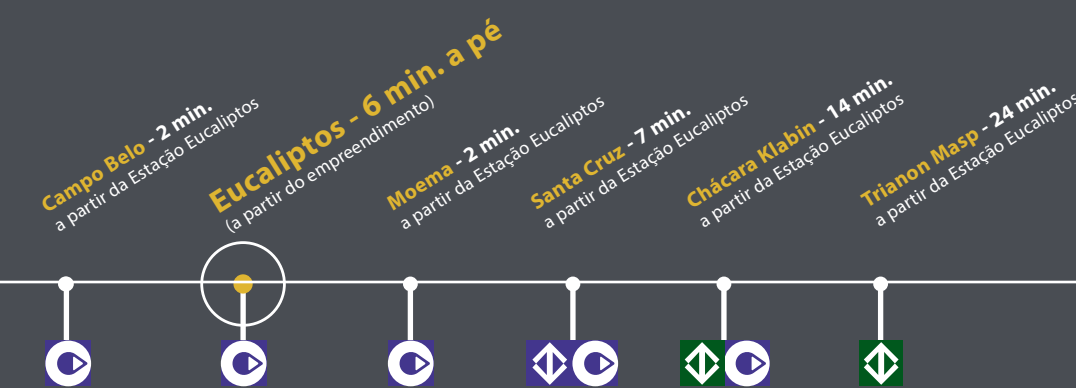 Campo Belo - 2 min.
a partir da Estação Eucaliptos
Eucaliptos - 6 min. a pé
(a partir do empreendimento)
Moema - 2 min.
a partir da Estação Eucaliptos
Santa Cruz - 7 min.
a partir da Estação Eucaliptos
Chácara Klabin - 14 min.
a partir da Estação Eucaliptos
Trianon Masp - 24 min.
a partir da Estação Eucaliptos